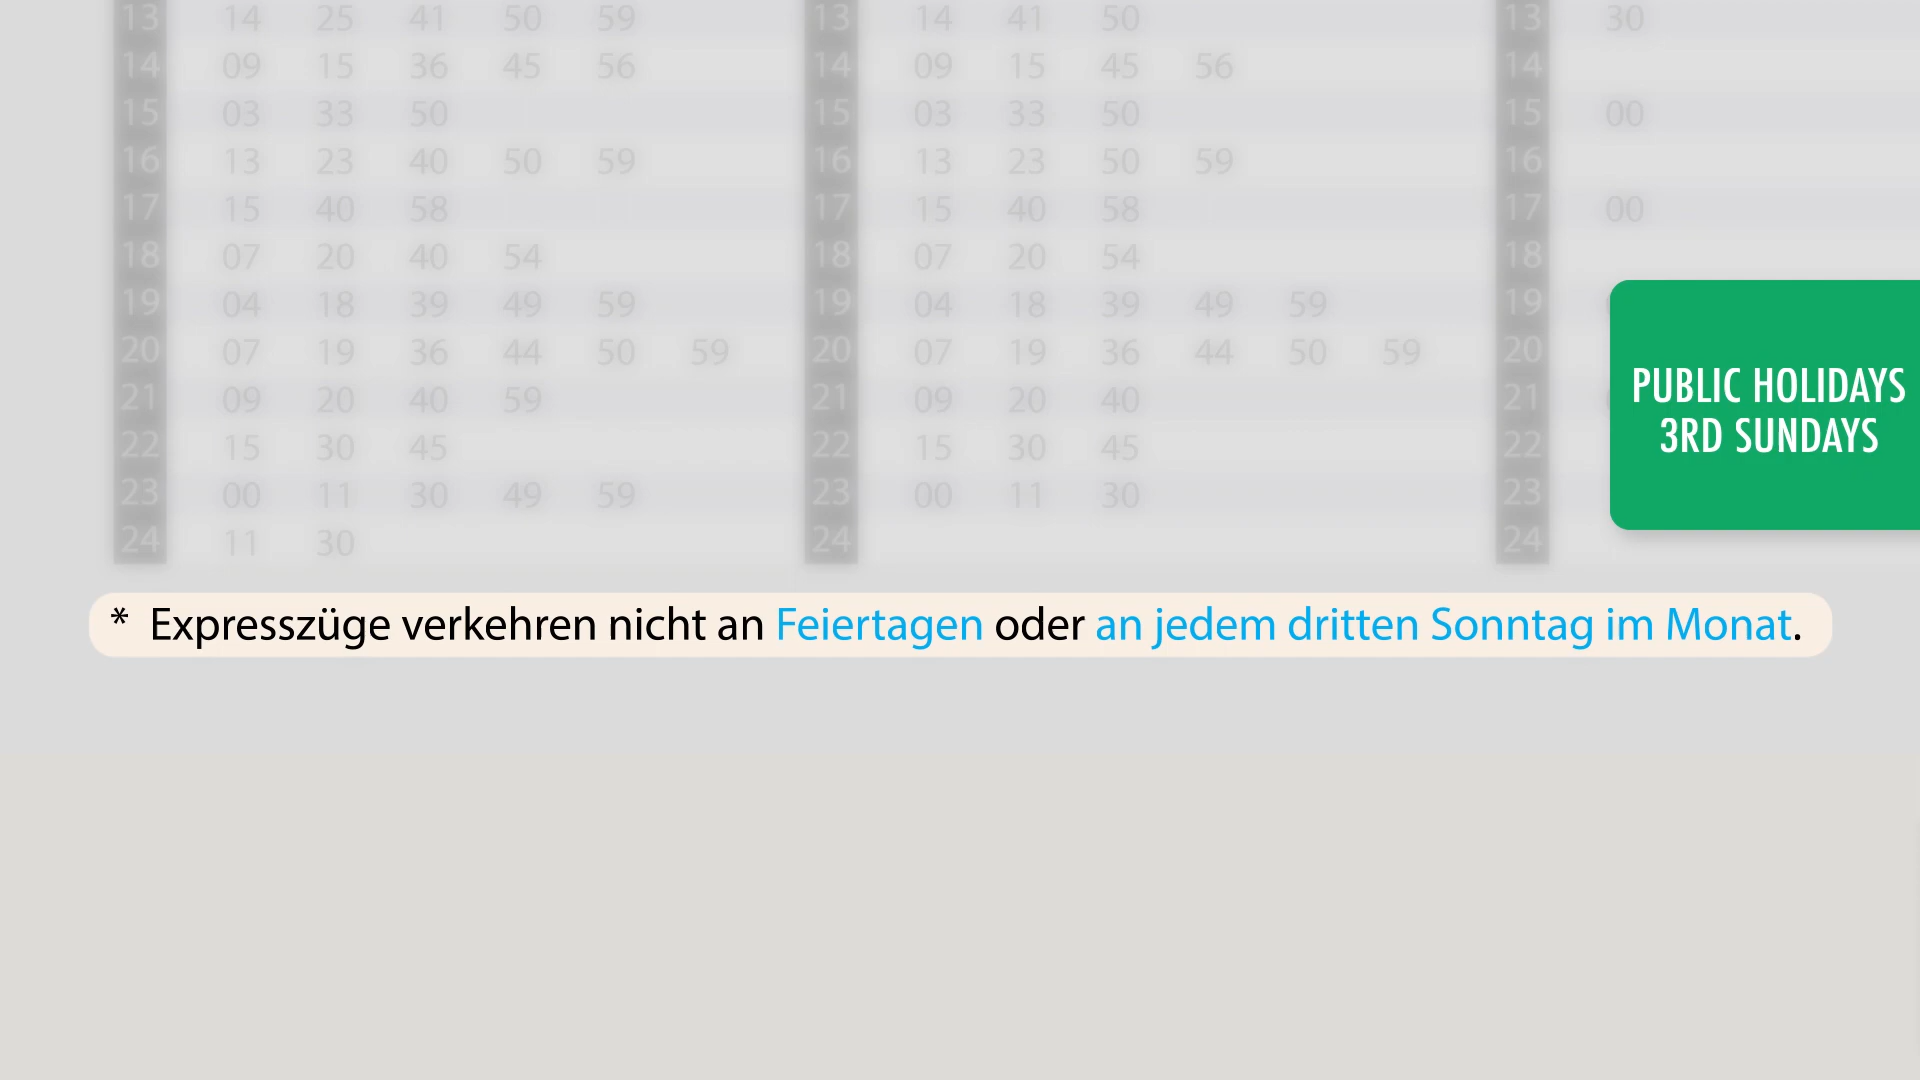 13 14 25 41 50 59 13 14 41 50 13 30
14 09 15 36 45 56 14 09 15 45 56 14
15 03 33 50 15 03 33 50 15 00
16 13 23 40 50 59 16 13 23 50 59 16
17 15 40 58 17 15 40 58 17 00
18 07 20 40 54 18 07 20 54 18
19 04 18 39 49 59 19 04 18 39 49 59 19
20 07 19 36 44 50 59 20 07 19 36 44 50 59 20
21 09 20 40 59 21 09 20 40 21
22 15 30 45 22 15 30 45 22
23 00 11 30 49 59 23 00 11 30 23
24 11 30 24 24
PUBLIC HOLIDAYS
3RD SUNDAYS
* Expresszüge verkehren nicht an Feiertagen oder an jedem dritten Sonntag im Monat.